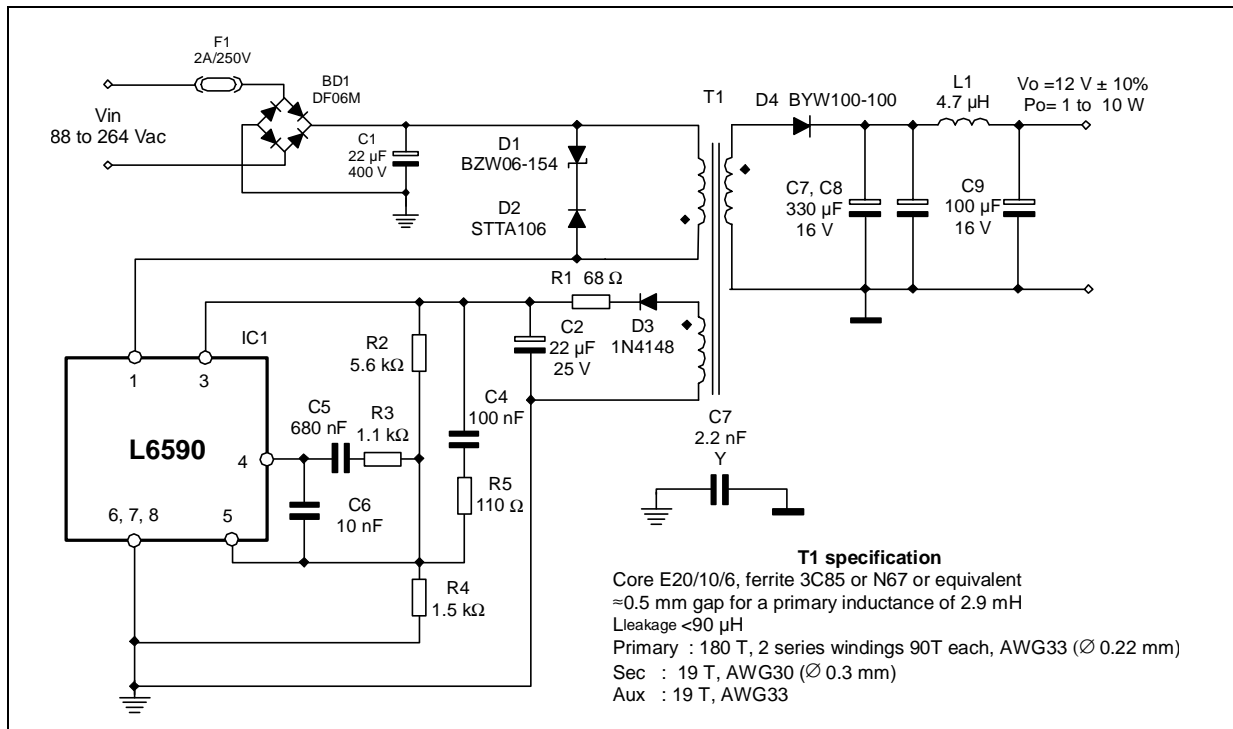 F1
2A/250V
BD1
DF06M
Vin
88 to 264 Vac
C1
22 µF
400 V
D1
BZW06-154
D2
STTA106
T1
D4 BYW100-100
L1
4.7 µH
Vo =12 V ± 10%
Po= 1 to 10 W
C7, C8
330 µF
16 V
C9
100 µF
16 V
R1 68 Ω
D3
1N4148
C2
22 µF
25 V
IC1
R2
5.6 kΩ
1
3
L6590
4
6, 7, 8
5
C5
680 nF
R3
1.1 kΩ
C4
100 nF
C6
10 nF
R5
110 Ω
R4
1.5 kΩ
C7
2.2 nF
Y
T1 specification
Core E20/10/6, ferrite 3C85 or N67 or equivalent
≈0.5 mm gap for a primary inductance of 2.9 mH
Lleakage <90 µH
Primary : 180 T, 2 series windings 90T each, AWG33 (∅ 0.22 mm)
Sec : 19 T, AWG30 (∅ 0.3 mm)
Aux : 19 T, AWG33